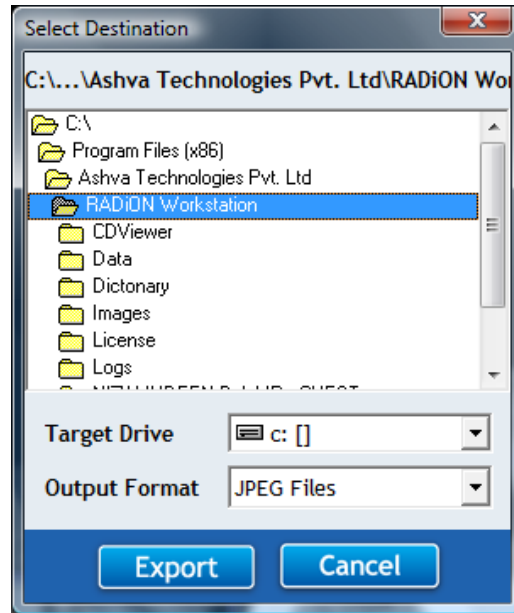 Select Destination
C:\...\Ashva Technologies Pvt. Ltd\RADiON Wor
C:\
Program Files (x86)
Ashva Technologies Pvt. Ltd
RADiON Workstation
CDViewer
Data
Dictonary
Images
License
Logs
Target Drive
c: []
Output Format
JPEG Files
Export
Cancel